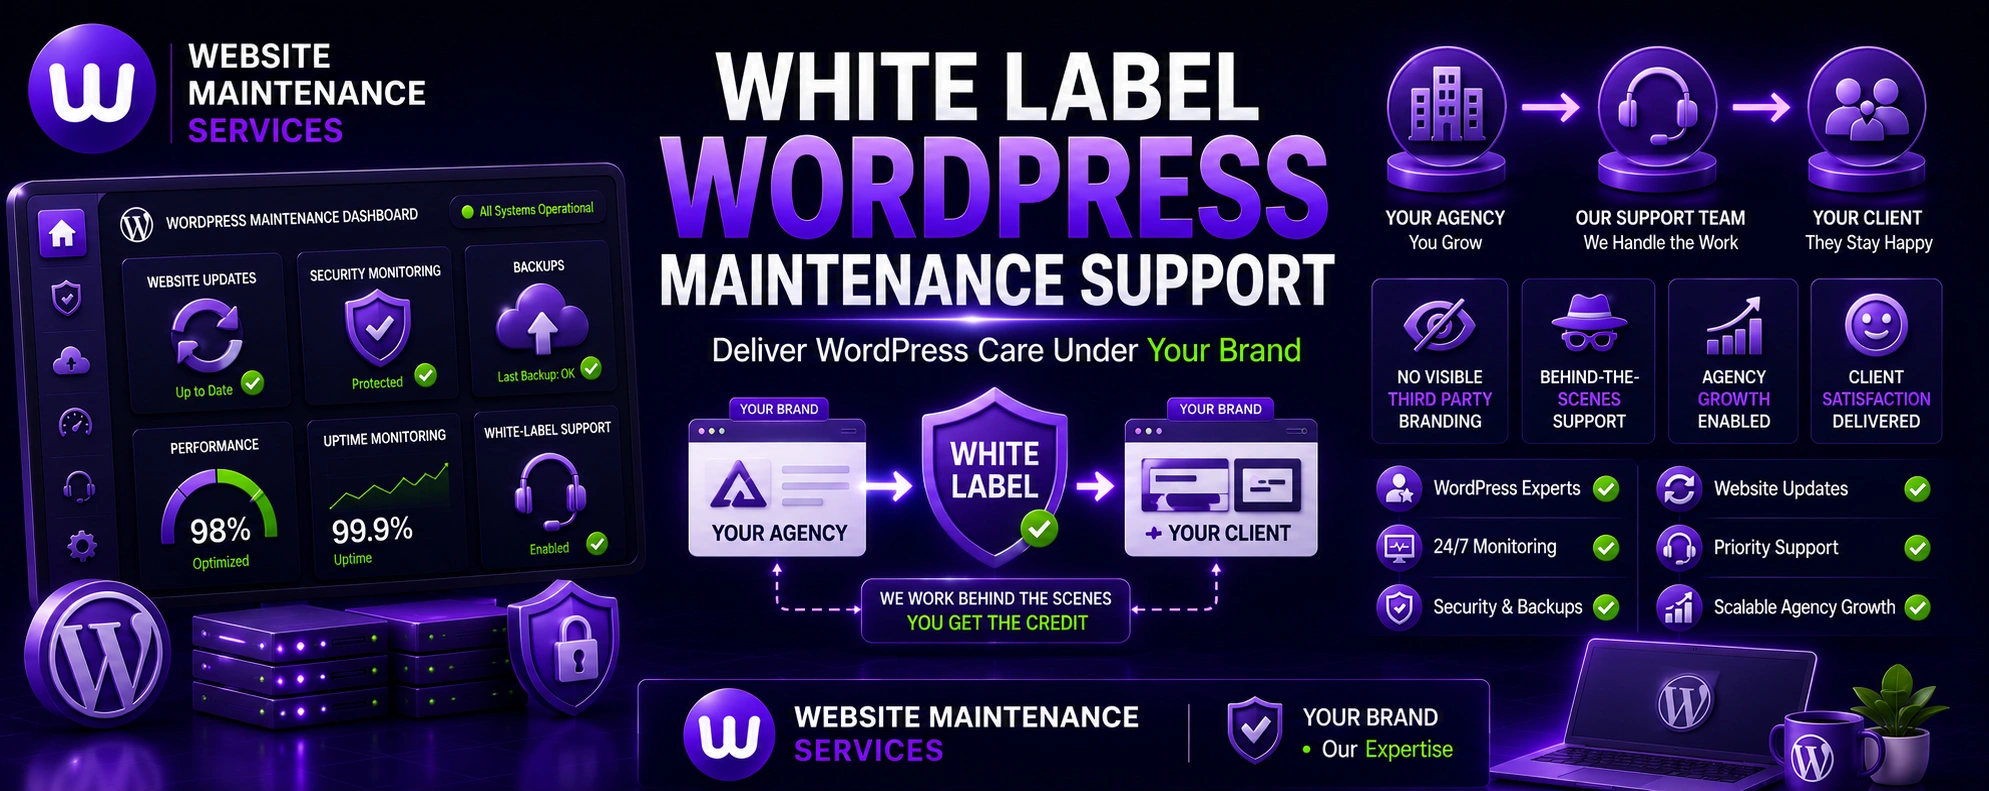 WEBSITE
MAINTENANCE
SERVICES
WORDPRESS MAINTENANCE DASHBOARD
All Systems Operational
WEBSITE UPDATES
Up to Date
SECURITY MONITORING
Protected
BACKUPS
Last Backup: OK
PERFORMANCE
98%
Optimized
UPTIME MONITORING
99.9%
Uptime
WHITE-LABEL SUPPORT
Enabled
WHITE LABEL
WORDPRESS
MAINTENANCE SUPPORT
Deliver WordPress Care Under Your Brand
YOUR BRAND
YOUR AGENCY
WHITE
LABEL
YOUR BRAND
+ YOUR CLIENT
WE WORK BEHIND THE SCENES
YOU GET THE CREDIT
YOUR AGENCY
You Grow
OUR SUPPORT TEAM
We Handle the Work
YOUR CLIENT
They Stay Happy
NO VISIBLE
THIRD PARTY
BRANDING
BEHIND-THE-
SCENES
SUPPORT
AGENCY
GROWTH
ENABLED
CLIENT
SATISFACTION
DELIVERED
WordPress Experts
24/7 Monitoring
Security & Backups
Website Updates
Priority Support
Scalable Agency Growth
WEBSITE MAINTENANCE
SERVICES
YOUR BRAND
• Our Expertise